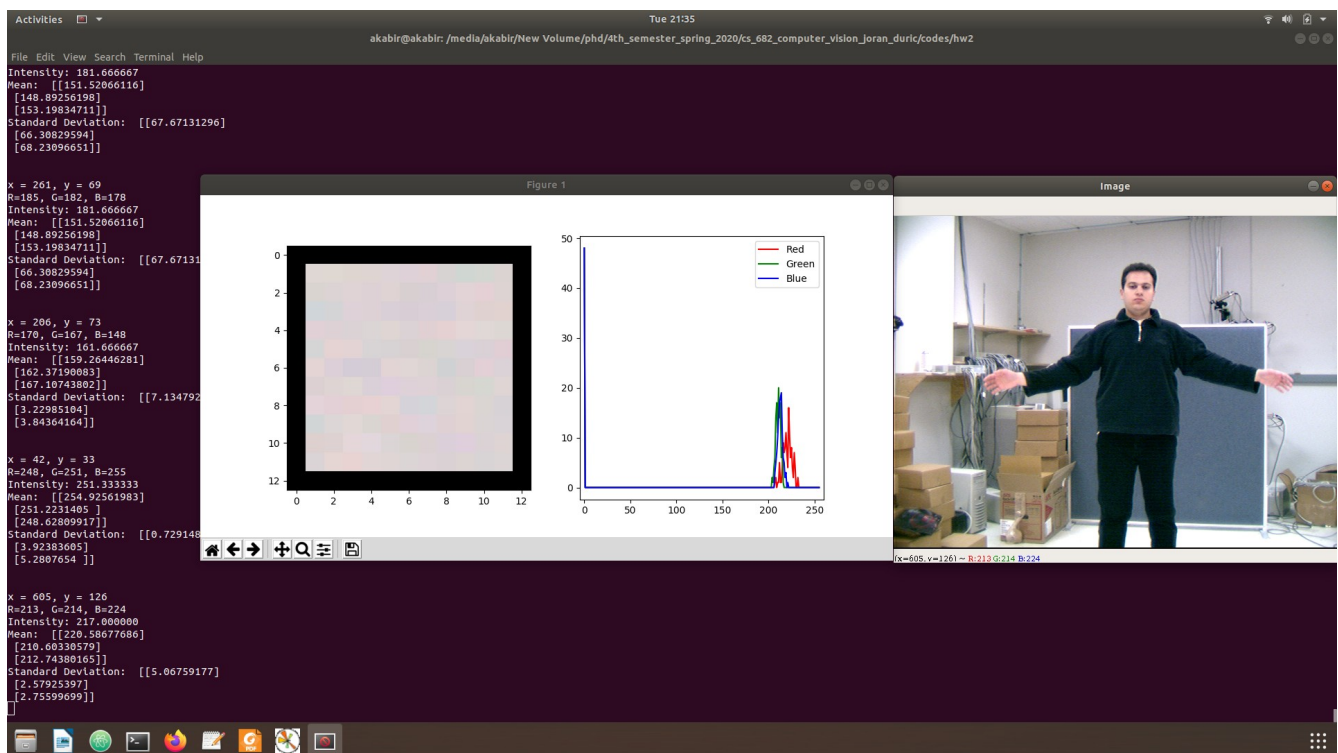 Activities
Tue 21:35
akabir@akabir: /media/akabir/New Volume/phd/4th_semester_spring_2020/cs_682_computer_vision_joran_duric/codes/hw2
File Edit View Search Terminal Help
Intensity: 181.666667
Mean:  [[151.52066116]
 [148.89256198]
 [153.19834711]]
Standard Deviation:  [[67.67131296]
 [66.30829594]
 [68.23096651]]
x = 261, y = 69
R=185, G=182, B=178
Intensity: 181.666667
Mean:  [[151.52066116]
 [148.89256198]
 [153.19834711]]
Standard Deviation:  [[67.67131
 [66.30829594]
 [68.23096651]]
x = 206, y = 73
R=170, G=167, B=148
Intensity: 161.666667
Mean:  [[159.26446281]
 [162.37190083]
 [167.10743802]]
Standard Deviation:  [[7.134792
 [3.22985104]
 [3.84364164]]
x = 42, y = 33
R=248, G=251, B=255
Intensity: 251.333333
Mean:  [[254.92561983]
 [251.2231405 ]
 [248.62809917]]
Standard Deviation:  [[0.729148
 [3.92383605]
 [5.2807654 ]]
x = 605, y = 126
R=213, G=214, B=224
Intensity: 217.000000
Mean:  [[220.58677686]
 [210.60330579]
 [212.74380165]]
Standard Deviation:  [[5.06759177]
 [2.57925397]
 [2.75599699]]
Figure 1
0
2
4
6
8
10
12
0 2 4 6 8 10 12
50
40
30
20
10
0
0 50 100 150 200 250
Red
Green
Blue
Image
(x=605, y=126) ~ R:213 G:214 B:224
PDF